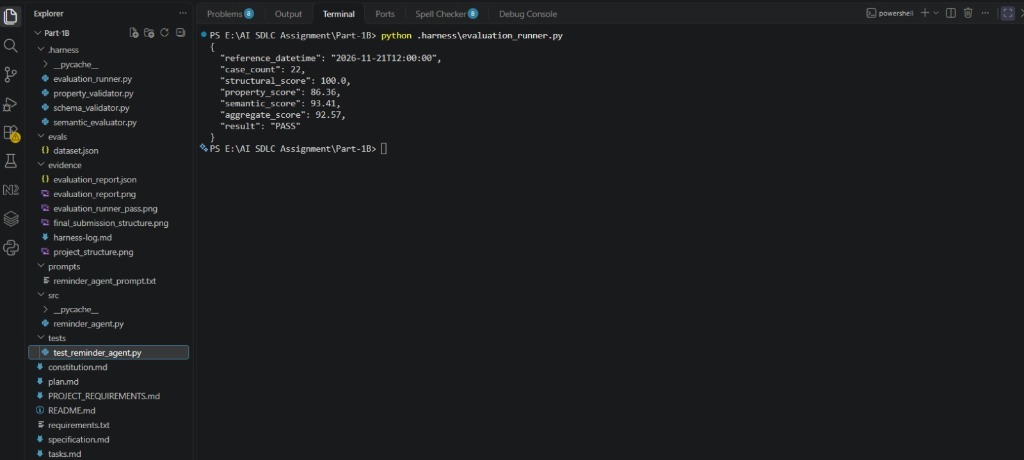 Explorer
Part-1B
.harness
__pycache__
evaluation_runner.py
property_validator.py
schema_validator.py
semantic_evaluator.py
evals
dataset.json
evidence
evaluation_report.json
evaluation_report.png
evaluation_runner_pass.png
final_submission_structure.png
harness-log.md
project_structure.png
prompts
reminder_agent_prompt.txt
src
__pycache__
reminder_agent.py
tests
test_reminder_agent.py
constitution.md
plan.md
PROJECT_REQUIREMENTS.md
README.md
requirements.txt
specification.md
tasks.md
Problems 8 Output Terminal Ports Spell Checker 8 Debug Console powershell
PS E:\AI SDLC Assignment\Part-1B> python .harness\evaluation_runner.py
{
"reference_datetime": "2026-11-21T12:00:00",
"case_count": 22,
"structural_score": 100.0,
"property_score": 86.36,
"semantic_score": 93.41,
"aggregate_score": 92.57,
"result": "PASS"
}
PS E:\AI SDLC Assignment\Part-1B>